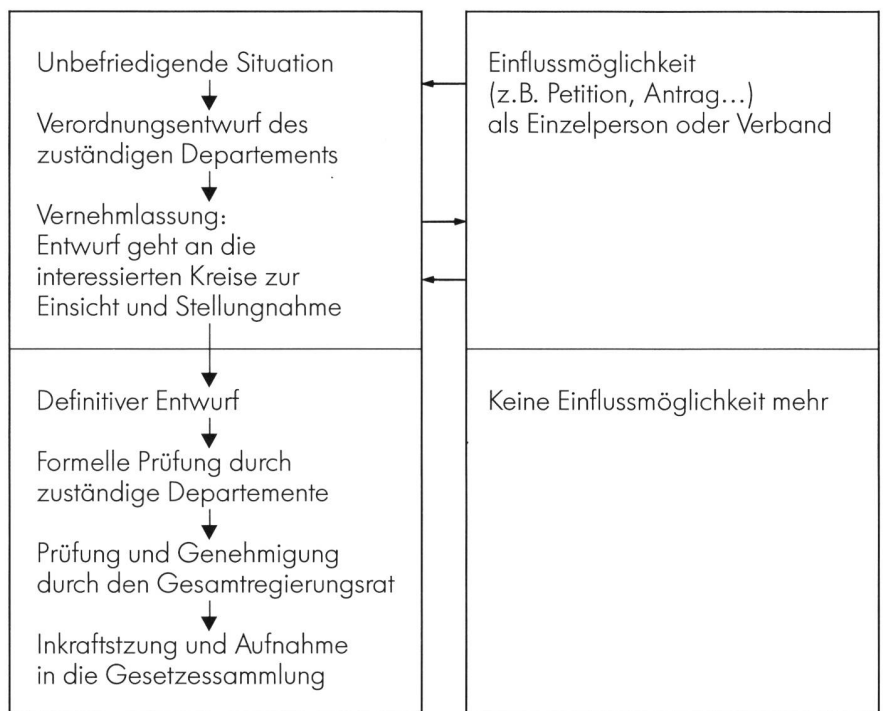 Unbefriedigende Situation
Verordnungsentwurf des
zuständigen Departements
Vernehmlassung:
Entwurf geht an die
interessierten Kreise zur
Einsicht und Stellungnahme
Einflussmöglichkeit
(z.B. Petition, Antrag...)
als Einzelperson oder Verband
Definitiver Entwurf
Formelle Prüfung durch
zuständige Departemente
Prüfung und Genehmigung
durch den Gesamtregierungsrat
Inkraftstzung und Aufnahme
in die Gesetzessammlung
Keine Einflussmöglichkeit mehr